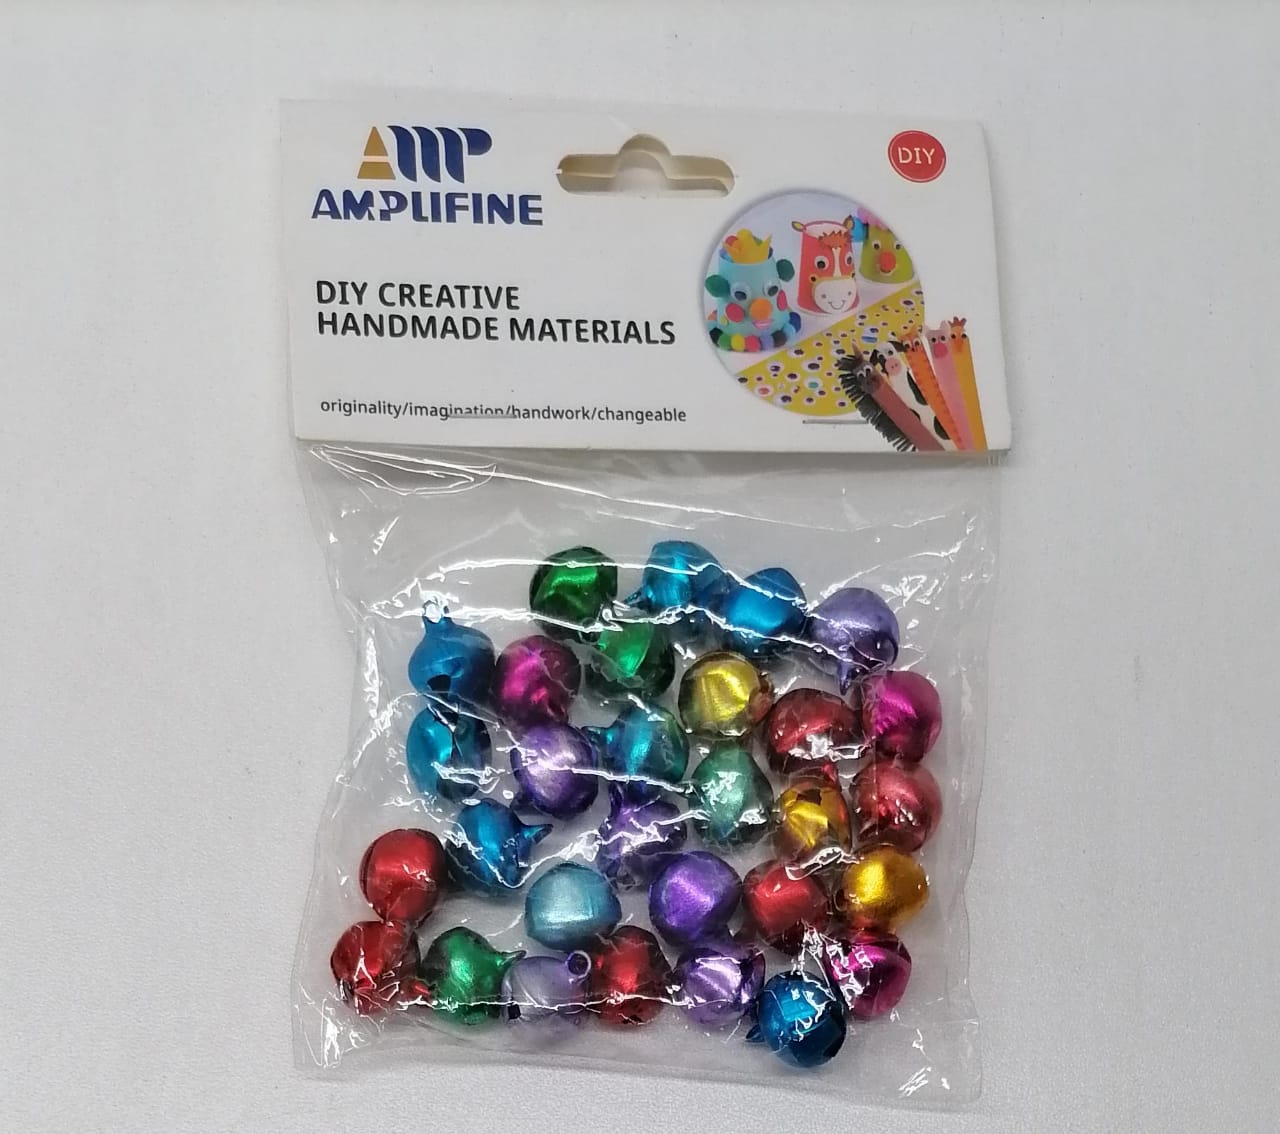 AMP
AMPLIFINE
DIY
DIY CREATIVE
HANDMADE MATERIALS
originality/imagination/handwork/changeable